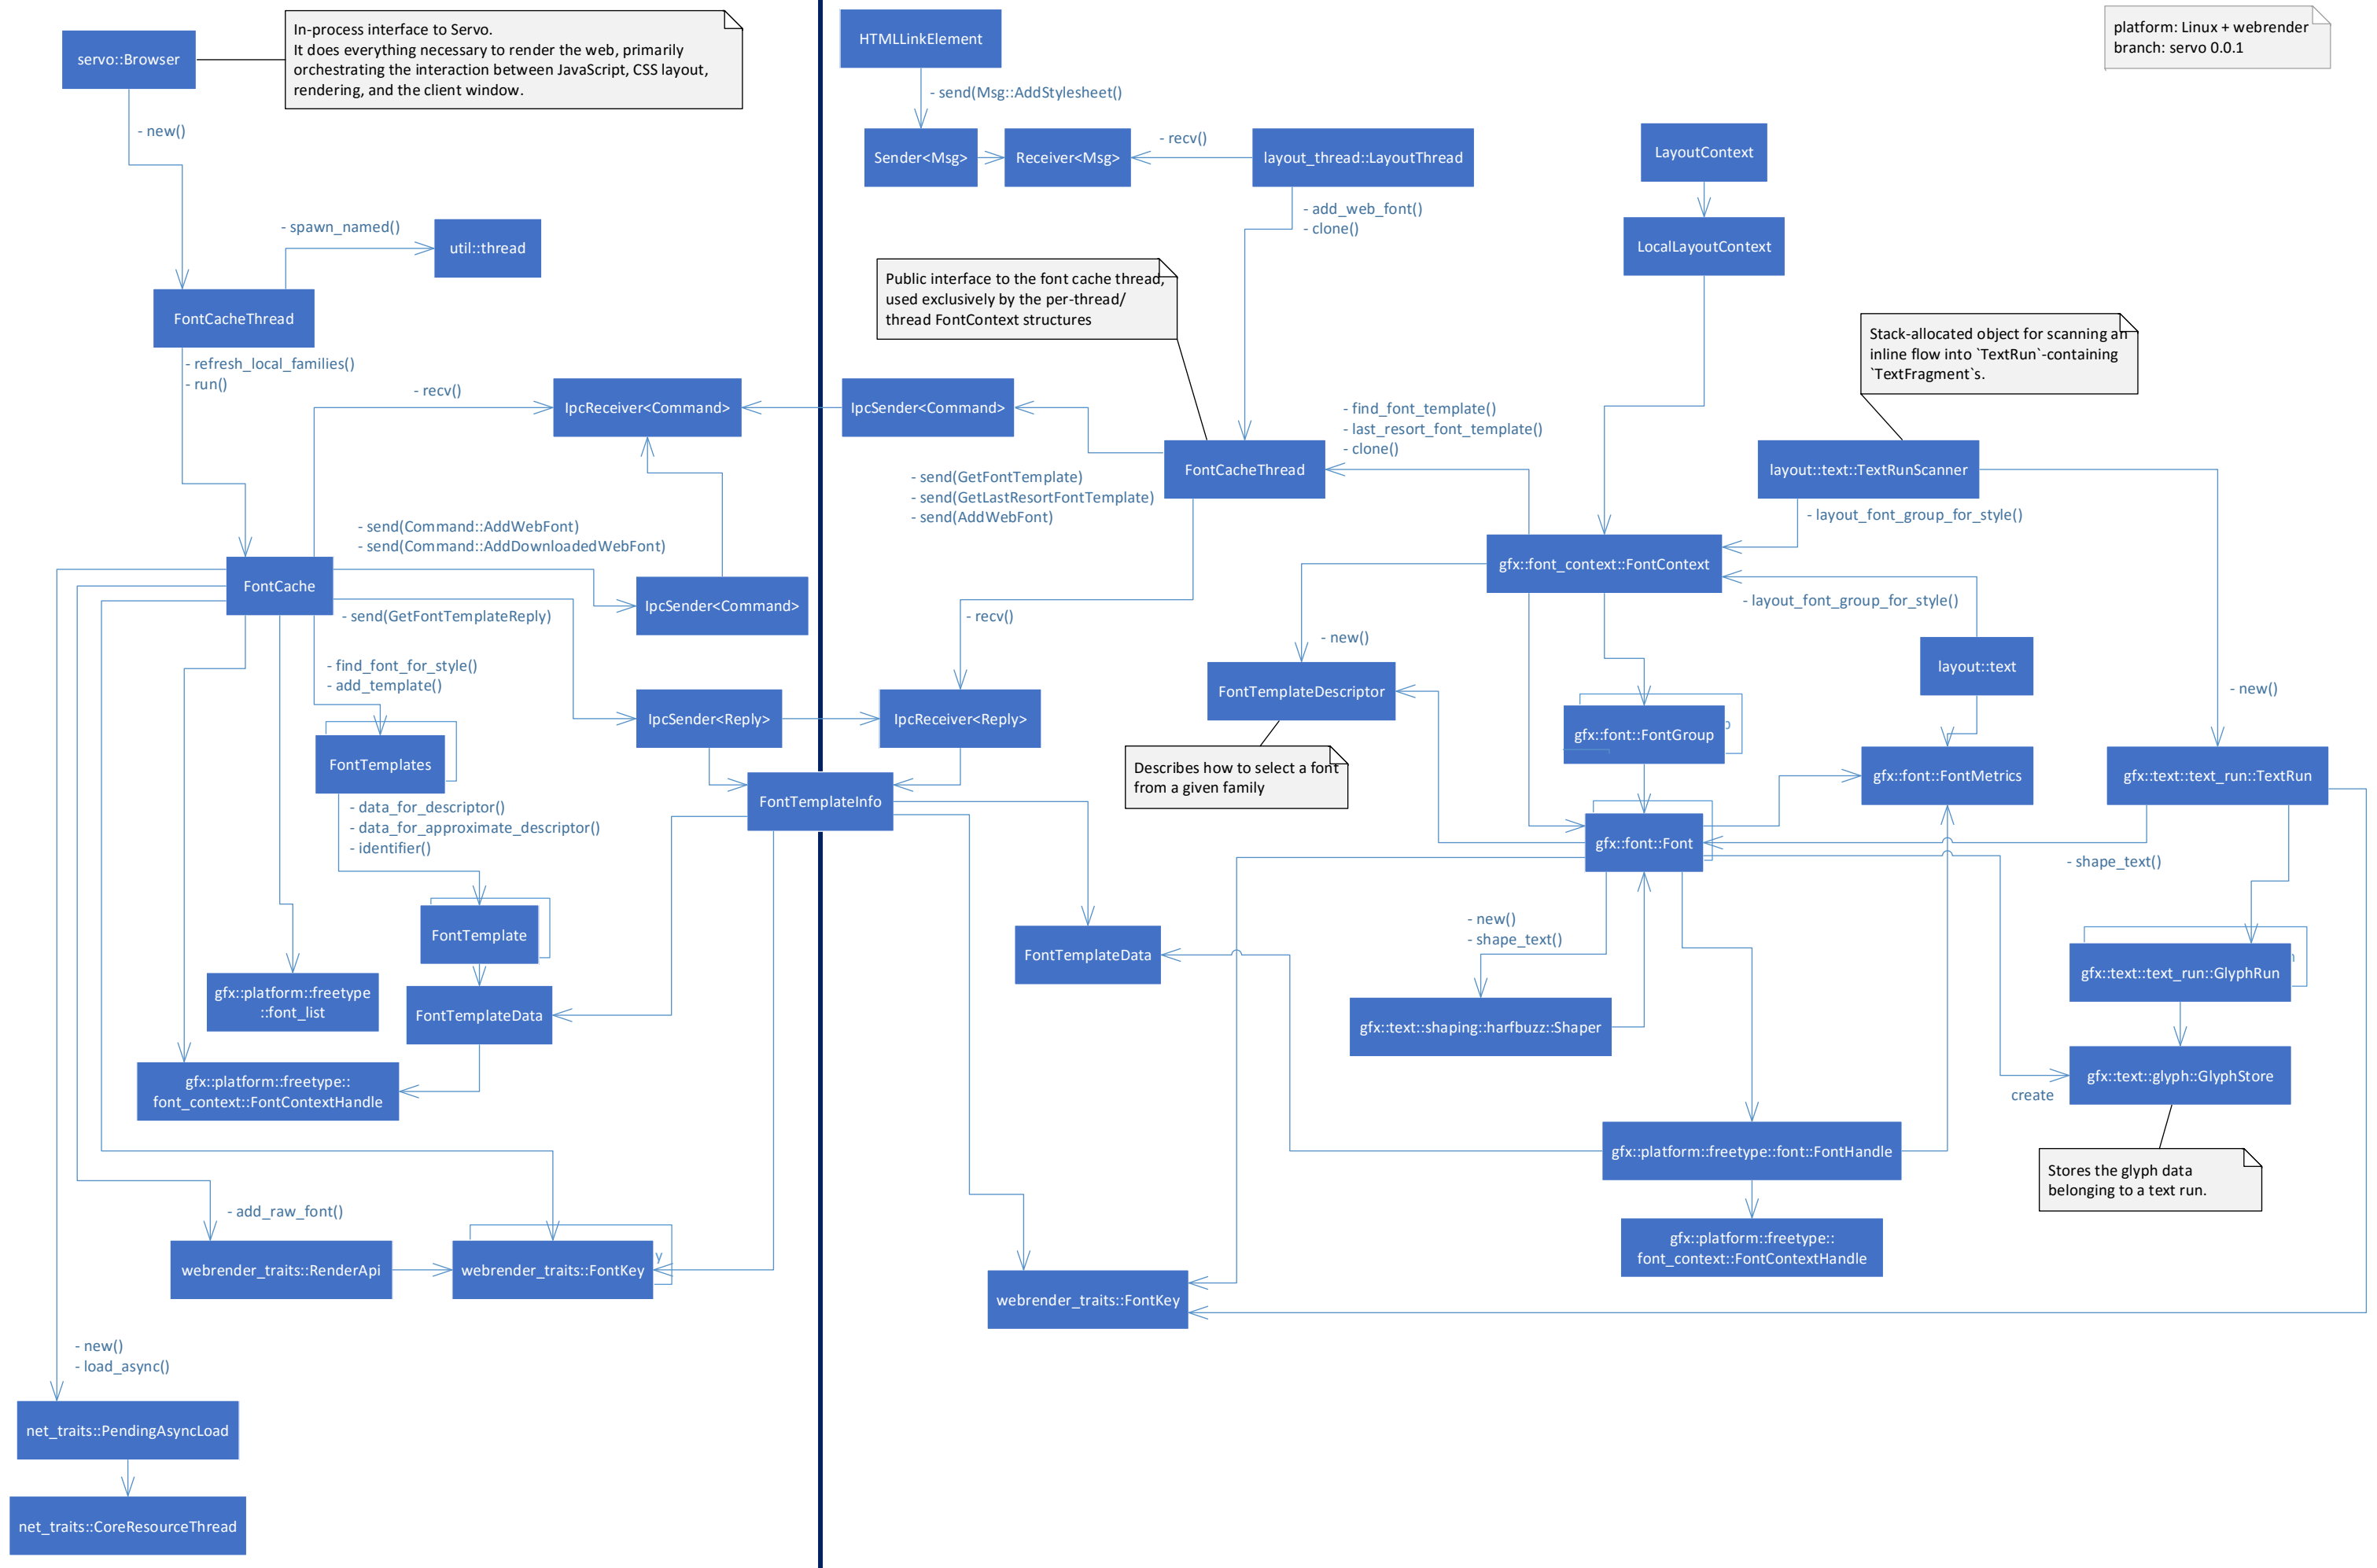 servo::Browser
In-process interface to Servo.
It does everything necessary to render the web, primarily
orchestrating the interaction between JavaScript, CSS layout,
rendering, and the client window.
- new()
- spawn_named()
util::thread
FontCacheThread
- refresh_local_families()
- run()
- recv()
IpcReceiver<Command>
- send(Command::AddWebFont)
- send(Command::AddDownloadedWebFont)
FontCache
IpcSender<Command>
- send(GetFontTemplateReply)
- find_font_for_style()
- add_template()
IpcSender<Reply>
FontTemplates
- data_for_descriptor()
- data_for_approximate_descriptor()
- identifier()
FontTemplate
gfx::platform::freetype
::font_list
FontTemplateData
gfx::platform::freetype::
font_context::FontContextHandle
- add_raw_font()
webrender_traits::RenderApi
webrender_traits::FontKey
y
- new()
- load_async()
net_traits::PendingAsyncLoad
net_traits::CoreResourceThread
FontTemplateInfo
HTMLLinkElement
- send(Msg::AddStylesheet()
Sender<Msg>
Receiver<Msg>
- recv()
layout_thread::LayoutThread
- add_web_font()
- clone()
LayoutContext
LocalLayoutContext
platform: Linux + webrender
branch: servo 0.0.1
Public interface to the font cache thread,
used exclusively by the per-thread/
thread FontContext structures
Stack-allocated object for scanning an
inline flow into `TextRun`-containing
`TextFragment`s.
IpcSender<Command>
- find_font_template()
- last_resort_font_template()
- clone()
FontCacheThread
- send(GetFontTemplate)
- send(GetLastResortFontTemplate)
- send(AddWebFont)
layout::text::TextRunScanner
- layout_font_group_for_style()
gfx::font_context::FontContext
- layout_font_group_for_style()
- recv()
- new()
layout::text
- new()
IpcReceiver<Reply>
FontTemplateDescriptor
gfx::font::FontGroup
Describes how to select a font
from a given family
gfx::font::FontMetrics
gfx::text::text_run::TextRun
gfx::font::Font
- shape_text()
- new()
- shape_text()
FontTemplateData
gfx::text::text_run::GlyphRun
gfx::text::shaping::harfbuzz::Shaper
gfx::text::glyph::GlyphStore
create
gfx::platform::freetype::font::FontHandle
Stores the glyph data
belonging to a text run.
gfx::platform::freetype::
font_context::FontContextHandle
webrender_traits::FontKey